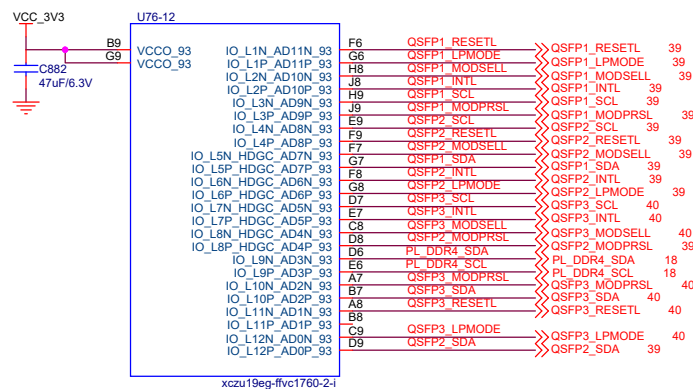 VCC_3V3
U76-12
B9 VCCO_93 IO_L1N_AD11N_93 F6 QSFP1_RESETL QSFP1_RESETL 39
G9 VCCO_93 IO_L1P_AD11P_93 G6 QSFP1_LPMODE QSFP1_LPMODE 39
IO_L2N_AD10N_93 H8 QSFP1_MODSELL QSFP1_MODSELL 39
C882 IO_L2P_AD10P_93 J8 QSFP1_INTL QSFP1_INTL 39
47uF/6.3V IO_L3N_AD9N_93 H9 QSFP1_SCL QSFP1_SCL 39
IO_L3P_AD9P_93 J9 QSFP1_MODPRSL QSFP1_MODPRSL 39
IO_L4N_AD8N_93 E9 QSFP2_SCL QSFP2_SCL 39
IO_L4P_AD8P_93 F9 QSFP2_RESETL QSFP2_RESETL 39
IO_L5N_HDGC_AD7N_93 F7 QSFP2_MODSELL QSFP2_MODSELL 39
IO_L5P_HDGC_AD7P_93 G7 QSFP1_SDA QSFP1_SDA 39
IO_L6N_HDGC_AD6N_93 F8 QSFP2_INTL QSFP2_INTL 39
IO_L6P_HDGC_AD6P_93 G8 QSFP2_LPMODE QSFP2_LPMODE 39
IO_L7N_HDGC_AD5N_93 D7 QSFP3_SCL QSFP3_SCL 40
IO_L7P_HDGC_AD5P_93 E7 QSFP3_INTL QSFP3_INTL 40
IO_L8N_HDGC_AD4N_93 C8 QSFP3_MODSELL QSFP3_MODSELL 40
IO_L8P_HDGC_AD4P_93 D8 QSFP2_MODPRSL QSFP2_MODPRSL 39
IO_L9N_AD3N_93 D6 PL_DDR4_SDA PL_DDR4_SDA 18
IO_L9P_AD3P_93 E6 PL_DDR4_SCL PL_DDR4_SCL 18
IO_L10N_AD2N_93 A7 QSFP3_MODPRSL QSFP3_MODPRSL 40
IO_L10P_AD2P_93 B7 QSFP3_SDA QSFP3_SDA 40
IO_L11N_AD1N_93 A8 QSFP3_RESETL QSFP3_RESETL 40
IO_L11P_AD1P_93 B8
IO_L12N_AD0N_93 C9 QSFP3_LPMODE QSFP3_LPMODE 40
IO_L12P_AD0P_93 D9 QSFP2_SDA QSFP2_SDA 39
xczu19eg-ffvc1760-2-i